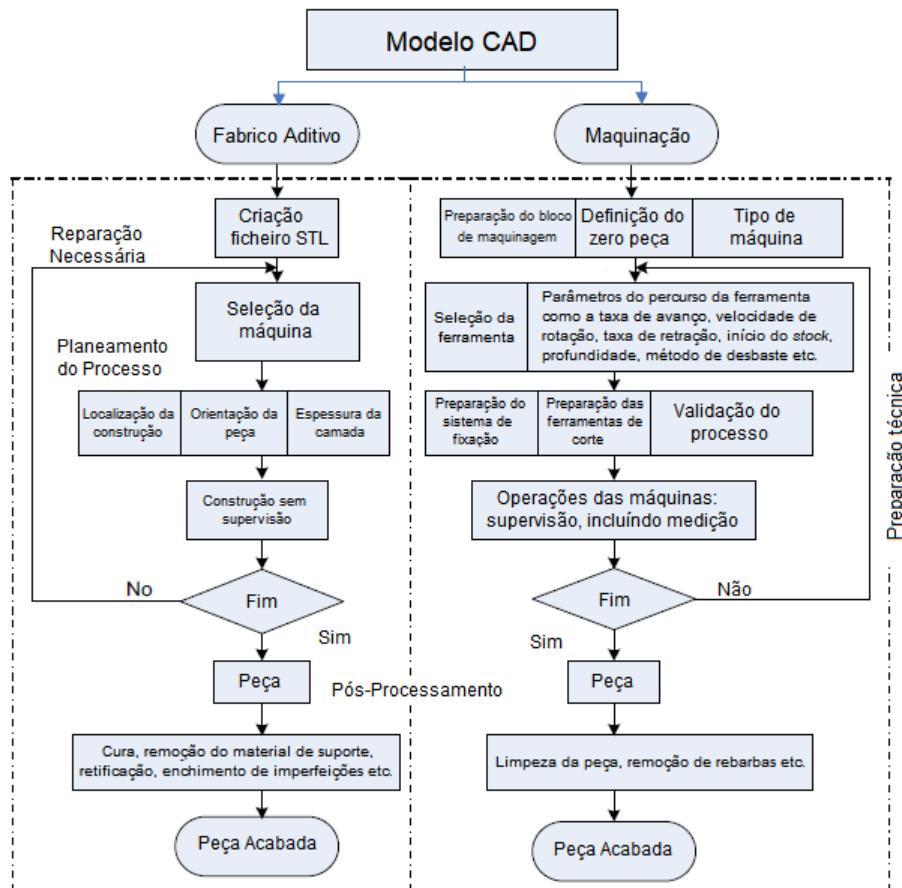 Modelo CAD
Fabrico Aditivo
Maquinação
Criação
ficheiro STL
Reparação
Necessária
Seleção da
máquina
Planeamento
do Processo
Localização da
construção
Orientação da
peça
Espessura da
camada
Construção sem
supervisão
No
Fim
Sim
Peça
Cura, remoção do material de suporte,
retificação, enchimento de imperfeições etc.
Peça Acabada
Preparação do bloco
de maquinagem
Definição do
zero peça
Tipo de
máquina
Seleção da
ferramenta
Parâmetros do percurso da ferramenta
como a taxa de avanço, velocidade de
rotação, taxa de retração, início do stock,
profundidade, método de desbaste etc.
Preparação do
sistema de
fixação
Preparação das
ferramentas de
corte
Validação do
processo
Operações das máquinas:
supervisão, incluíndo medição
Fim
Não
Sim
Peça
Pós-Processamento
Limpeza da peça, remoção de rebarbas etc.
Peça Acabada
Preparação técnica